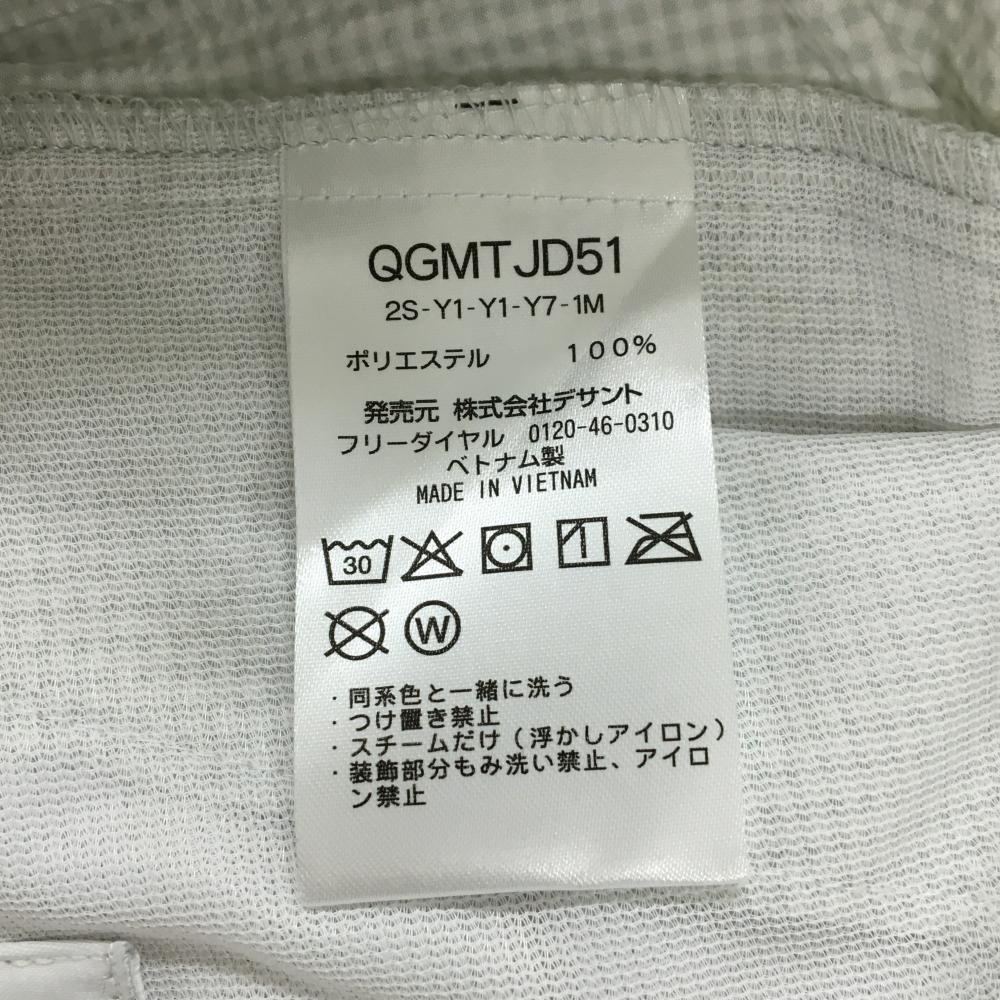 QGMTJD51
2S-Y1-Y1-Y7-1M
ポリエステル 100%
発売元 株式会社デサント
フリーダイヤル 0120-46-0310
ベトナム製
MADE IN VIETNAM
30
W
・同系色と一緒に洗う
・つけ置き禁止
・スチームだけ(浮かしアイロン)
・装飾部分もみ洗い禁止、アイロ
ン禁止